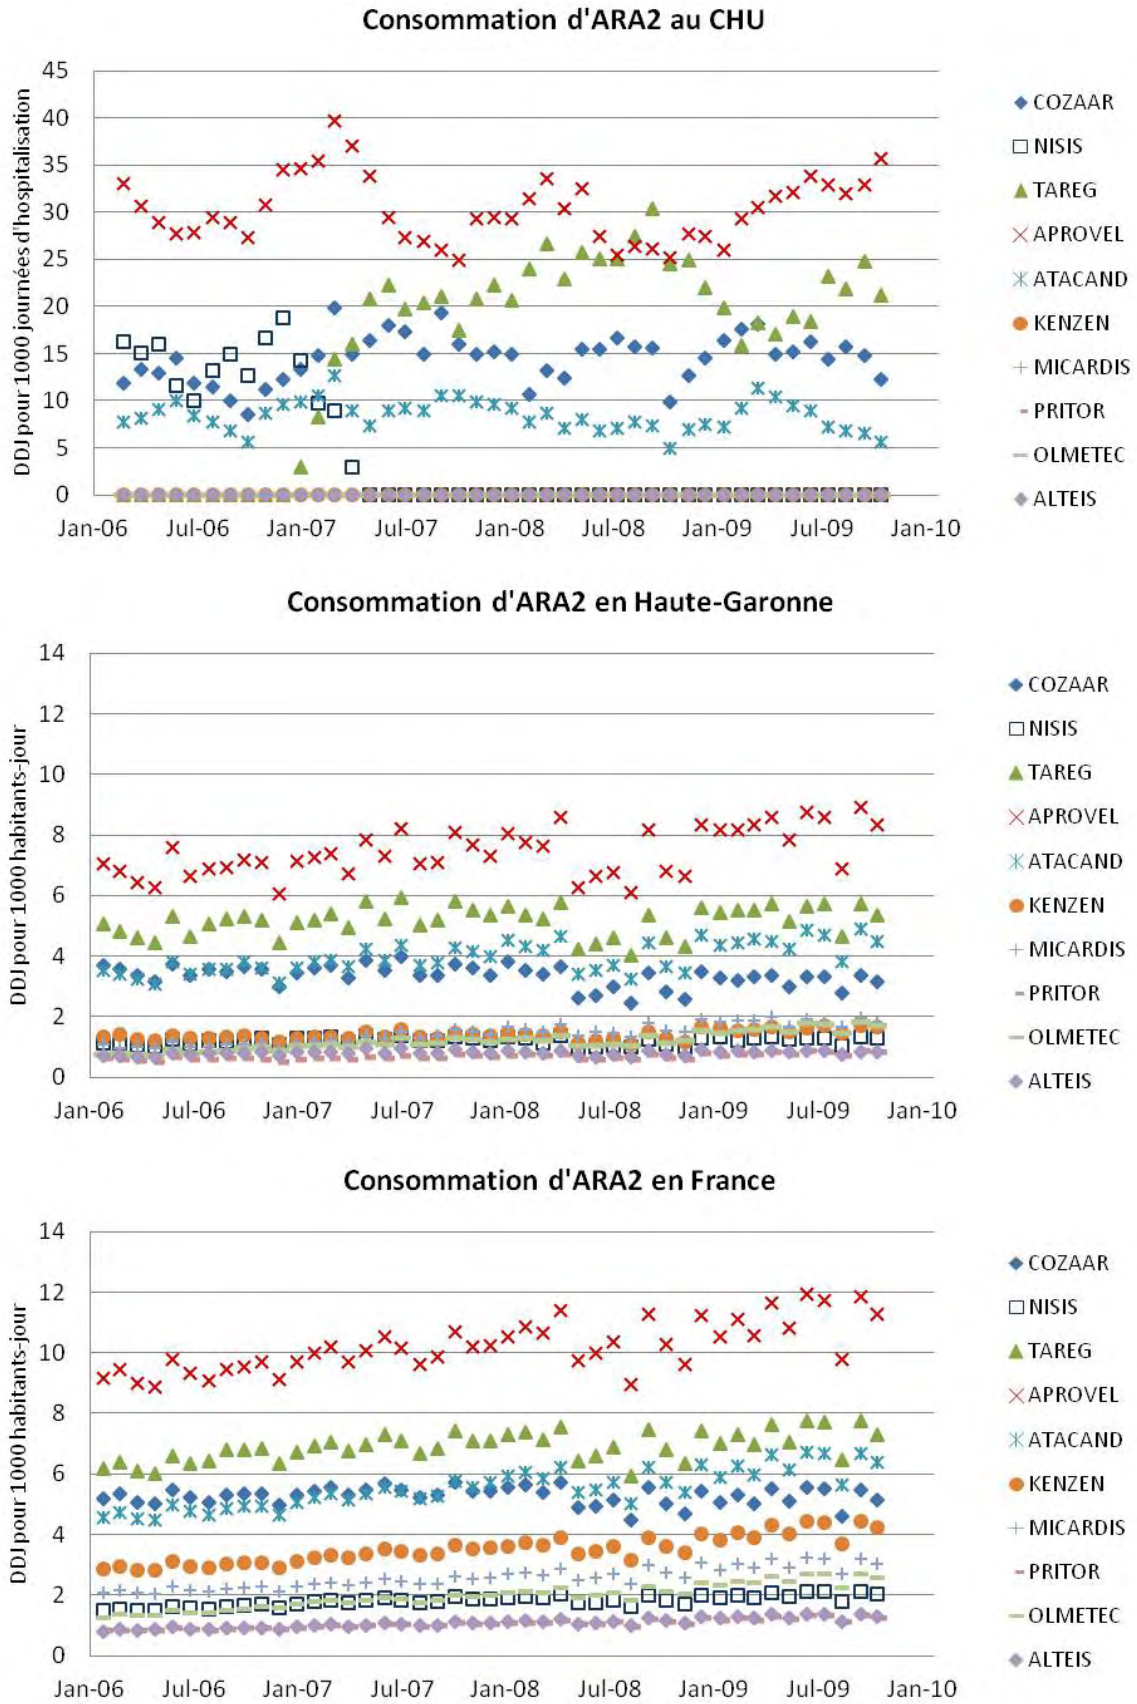 Consommation d'ARA2 au CHU
DDJ pour 1000 journées d'hospitalisation
45
40
35
30
25
20
15
10
5
0
Jan-06 Jul-06 Jan-07 Jul-07 Jan-08 Jul-08 Jan-09 Jul-09 Jan-10
COZAAR
NISIS
TAREG
APROVEL
ATACAND
KENZEN
MICARDIS
PRITOR
OLMETEC
ALTEIS
Consommation d'ARA2 en Haute-Garonne
DDJ pour 1000 habitants-jour
14
12
10
8
6
4
2
0
Jan-06 Jul-06 Jan-07 Jul-07 Jan-08 Jul-08 Jan-09 Jul-09 Jan-10
COZAAR
NISIS
TAREG
APROVEL
ATACAND
KENZEN
MICARDIS
PRITOR
OLMETEC
ALTEIS
Consommation d'ARA2 en France
DDJ pour 1000 habitants-jour
14
12
10
8
6
4
2
0
Jan-06 Jul-06 Jan-07 Jul-07 Jan-08 Jul-08 Jan-09 Jul-09 Jan-10
COZAAR
NISIS
TAREG
APROVEL
ATACAND
KENZEN
MICARDIS
PRITOR
OLMETEC
ALTEIS